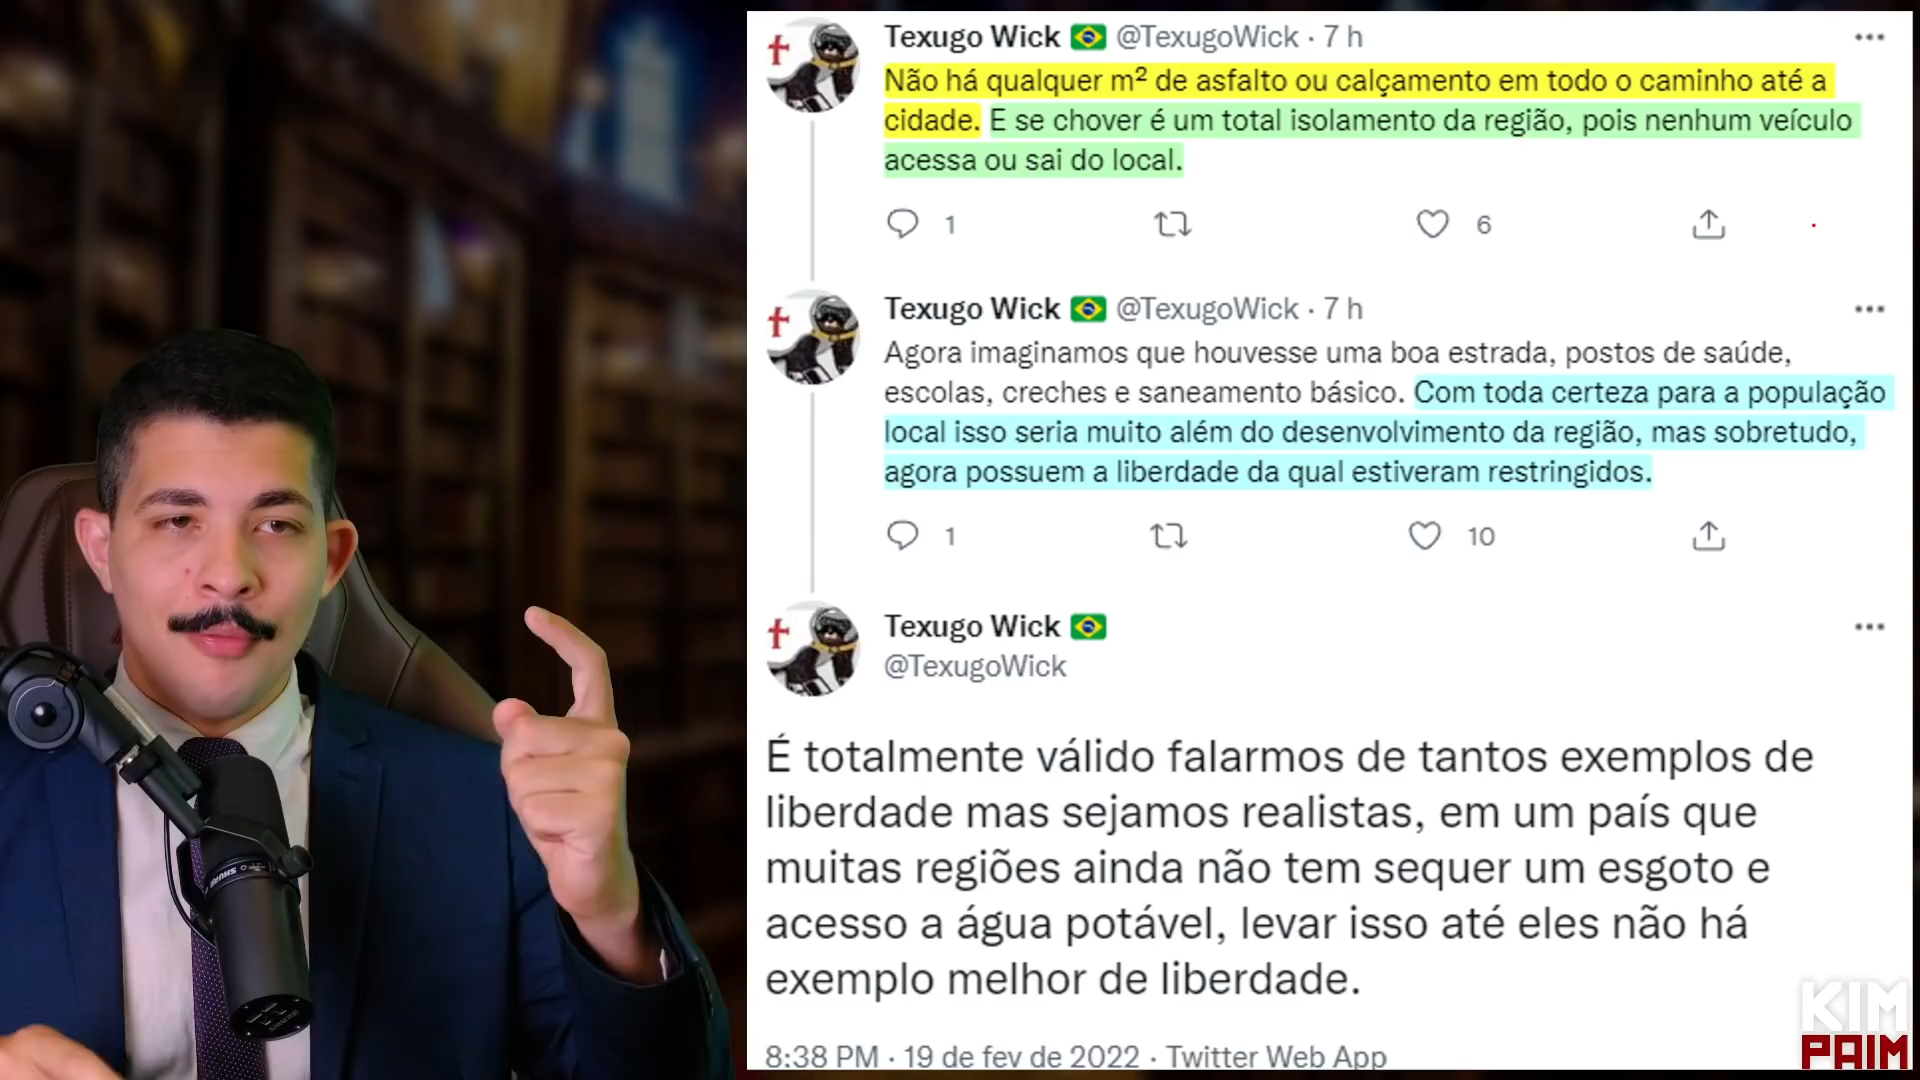 Texugo Wick @TexugoWick · 7 h
Não há qualquer m² de asfalto ou calçamento em todo o caminho até a
cidade. E se chover é um total isolamento da região, pois nenhum veículo
acessa ou sai do local.
1 6
Texugo Wick @TexugoWick · 7 h
Agora imaginamos que houvesse uma boa estrada, postos de saúde,
escolas, creches e saneamento básico. Com toda certeza para a população
local isso seria muito além do desenvolvimento da região, mas sobretudo,
agora possuem a liberdade da qual estiveram restringidos.
1 10
Texugo Wick
@TexugoWick
É totalmente válido falarmos de tantos exemplos de
liberdade mas sejamos realistas, em um país que
muitas regiões ainda não tem sequer um esgoto e
acesso a água potável, levar isso até eles não há
exemplo melhor de liberdade.
8:38 PM · 19 de fev de 2022 · Twitter Web App
SHURE
KIM
PAIM